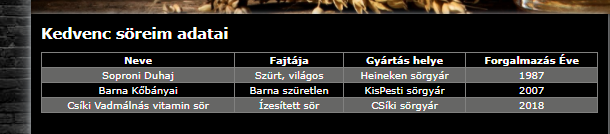 Kedvenc söreim adatai
Neve Fajtája Gyártás helye Forgalmazás Éve
Soproni Duhaj Szűrt, világos Heineken sörgyár 1987
Barna Kőbányai Barna szüretlen KisPesti sörgyár 2007
Csíki Vadmálnás vitamin sör Ízesített sör CSíki sörgyár 2018